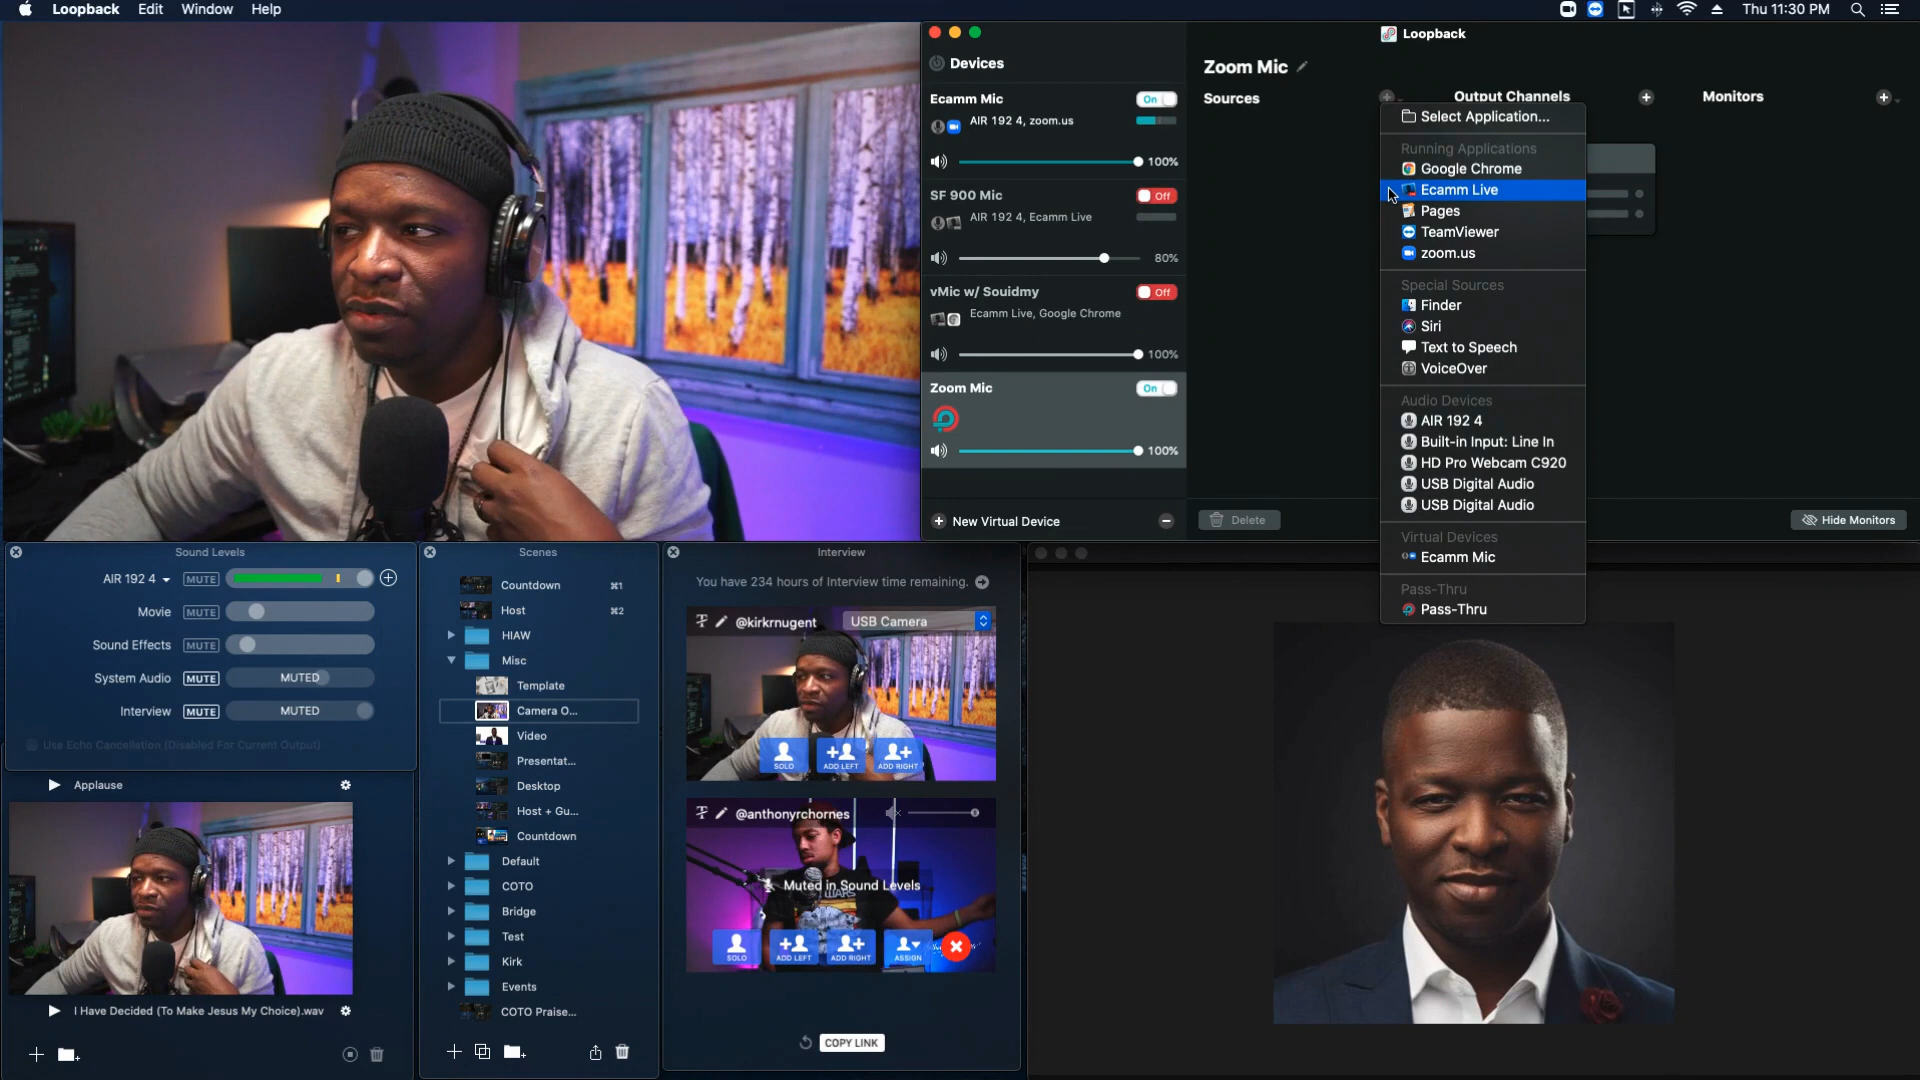 Loopback Edit Window Help
Thu 11:30 PM
Loopback
Devices
Ecamm Mic On
AIR 192 4, zoom.us
100%
SF 900 Mic Off
AIR 192 4, Ecamm Live
80%
vMic w/ Souidmy Off
Ecamm Live, Google Chrome
100%
Zoom Mic On
100%
New Virtual Device
Zoom Mic
Sources
Output Channels
Monitors
Select Application...
Running Applications
Google Chrome
Ecamm Live
Pages
TeamViewer
zoom.us
Special Sources
Finder
Siri
Text to Speech
VoiceOver
Audio Devices
AIR 192 4
Built-in Input: Line In
HD Pro Webcam C920
USB Digital Audio
USB Digital Audio
Virtual Devices
Ecamm Mic
Pass-Thru
Pass-Thru
Delete
Hide Monitors
Sound Levels
AIR 192 4 MUTE
Movie MUTE
Sound Effects MUTE
System Audio MUTE MUTED
Interview MUTE MUTED
Use Echo Cancellation (Disabled For Current Output)
Applause
I Have Decided (To Make Jesus My Choice).wav
Scenes
Countdown ⌘1
Host ⌘2
HIAW
Misc
Template
Camera O...
Video
Presentat...
Desktop
Host + Gu...
Countdown
Default
COTO
Bridge
Test
Kirk
Events
COTO Praise...
Interview
You have 234 hours of Interview time remaining.
@kirkrnugent USB Camera
SOLO ADD LEFT ADD RIGHT
@anthonyrchornes
Muted in Sound Levels
SOLO ADD LEFT ADD RIGHT ASSIGN
COPY LINK